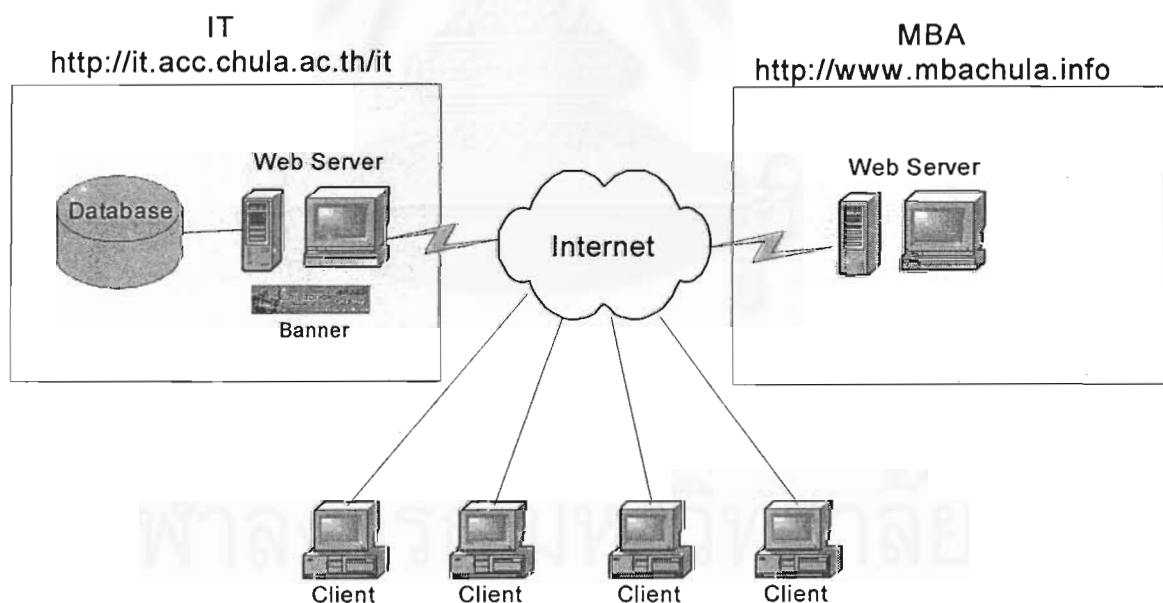 IT
http://it.acc.chula.ac.th/it
MBA
http://www.mbachula.info
Web Server
Database
Banner
Internet
Web Server
Client
Client
Client
Client